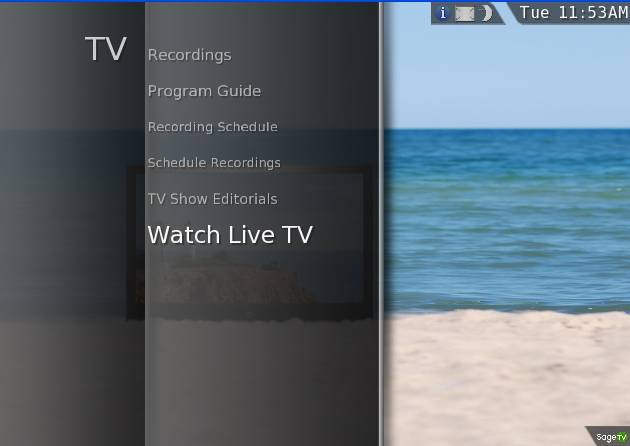 Tue 11:53AM
TV
Recordings
Program Guide
Recording Schedule
Schedule Recordings
TV Show Editorials
Watch Live TV
SageTV